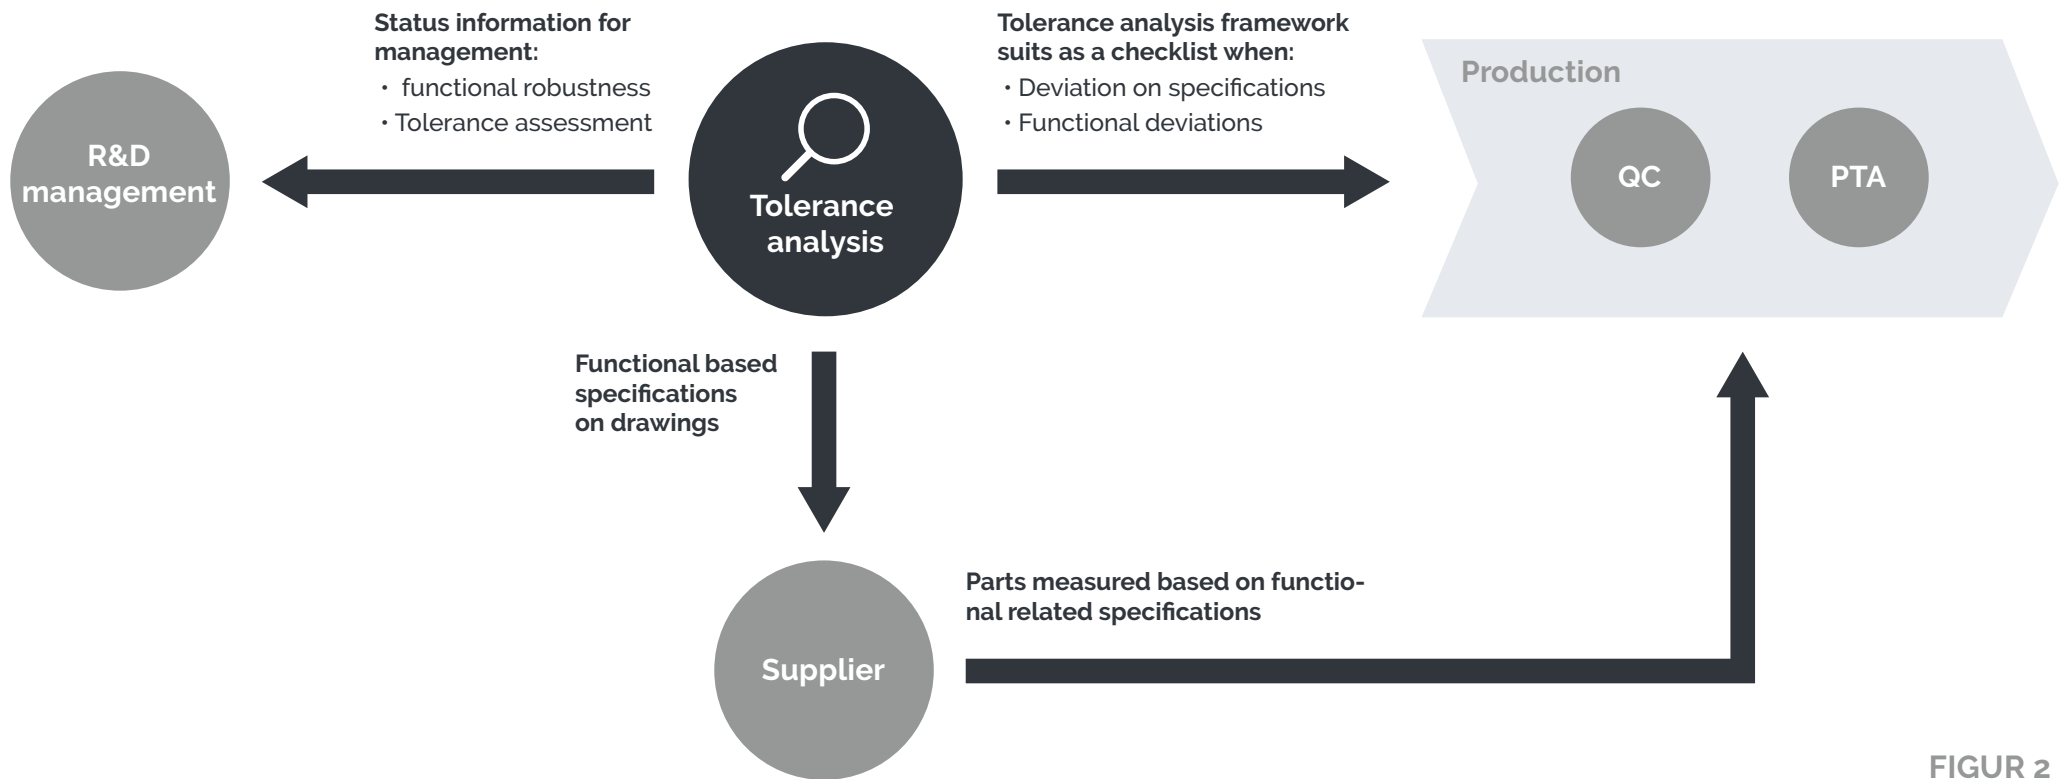 Status information for
management:
• functional robustness
• Tolerance assessment
R&D
management
Tolerance
analysis
Tolerance analysis framework
suits as a checklist when:
• Deviation on specifications
• Functional deviations
Production
QC
PTA
Functional based
specifications
on drawings
Supplier
Parts measured based on functio-
nal related specifications
FIGUR 2